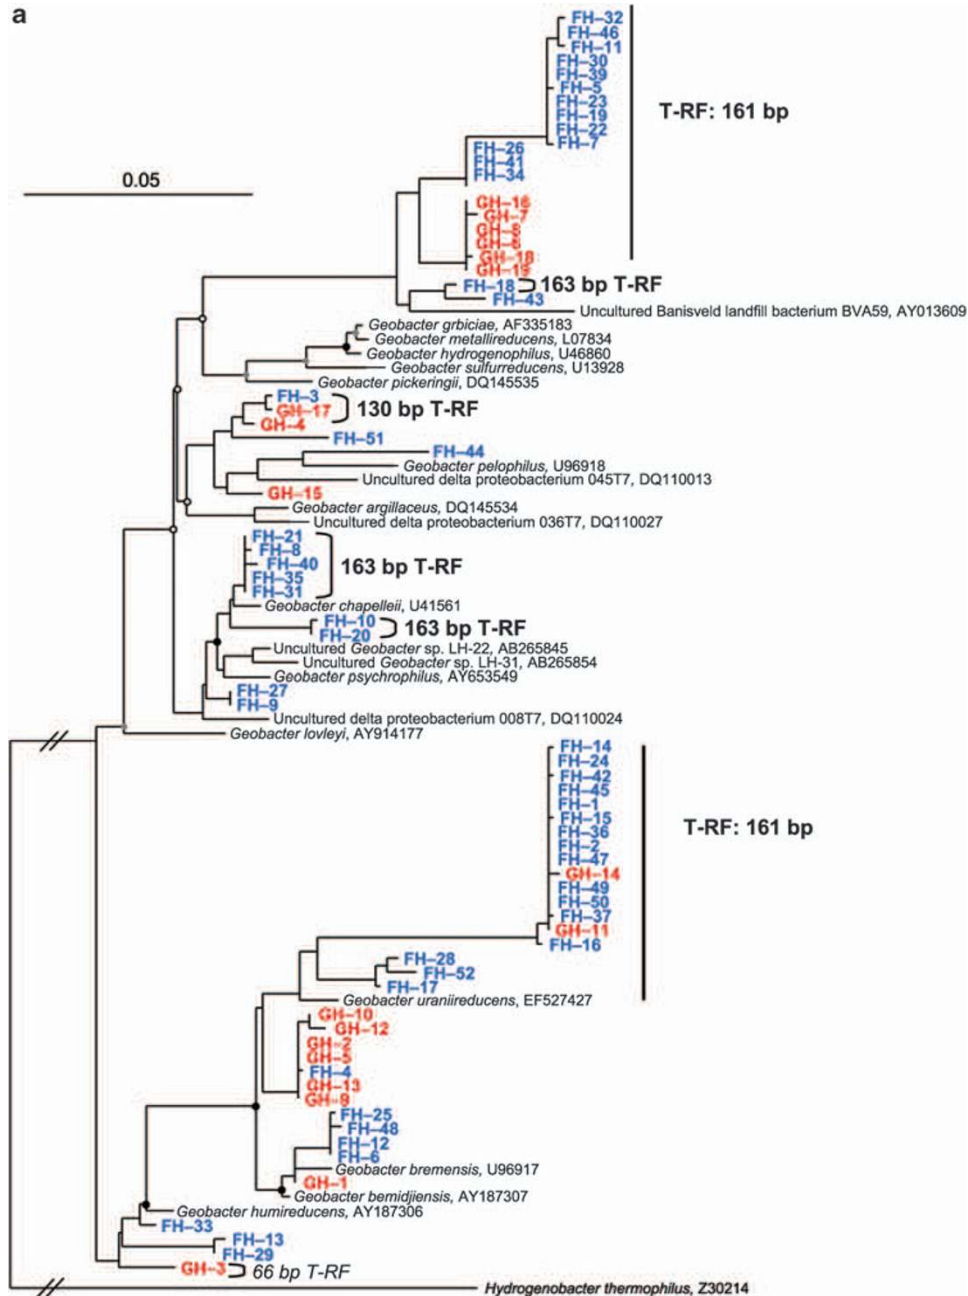 a
FH–32
FH–46
FH–11
FH–30
FH–39
FH–5
T-RF: 161 bp
FH–23
FH–19
FH–22
FH–7
FH–26
FH–41
FH–34
0.05
GH–16
GH–7
GH–8
GH–6
GH–18
GH–19
FH–18 163 bp T-RF
FH–43
Uncultured Banisveld landfill bacterium BVA59, AY013609
Geobacter grbiciae, AF335183
Geobacter metallireducens, L07834
Geobacter hydrogenophilus, U46860
Geobacter sulfurreducens, U13928
Geobacter pickeringii, DQ145535
FH–3
GH–17 130 bp T-RF
GH–4
FH–51
FH–44
Geobacter pelophilus, U96918
Uncultured delta proteobacterium 045T7, DQ110013
GH–15
Geobacter argillaceus, DQ145534
Uncultured delta proteobacterium 036T7, DQ110027
FH–21
FH–8
FH–40 163 bp T-RF
FH–35
FH–31
Geobacter chapelleii, U41561
FH–10 163 bp T-RF
FH–20
Uncultured Geobacter sp. LH-22, AB265845
Uncultured Geobacter sp. LH-31, AB265854
Geobacter psychrophilus, AY653549
FH–27
FH–9
Uncultured delta proteobacterium 008T7, DQ110024
Geobacter lovleyi, AY914177
FH–14
FH–24
FH–42
FH–45
FH–1
FH–15
T-RF: 161 bp
FH–36
FH–2
FH–47
GH–14
FH–49
FH–50
FH–37
GH–11
FH–16
FH–28
FH–52
FH–17
Geobacter uraniireducens, EF527427
GH–10
GH–12
GH–2
GH–5
FH–4
GH–13
GH–9
FH–25
FH–48
FH–12
FH–6
Geobacter bremensis, U96917
GH–1
Geobacter bemidjiensis, AY187307
Geobacter humireducens, AY187306
FH–33
FH–13
FH–29
GH–3 66 bp T-RF
Hydrogenobacter thermophilus, Z30214